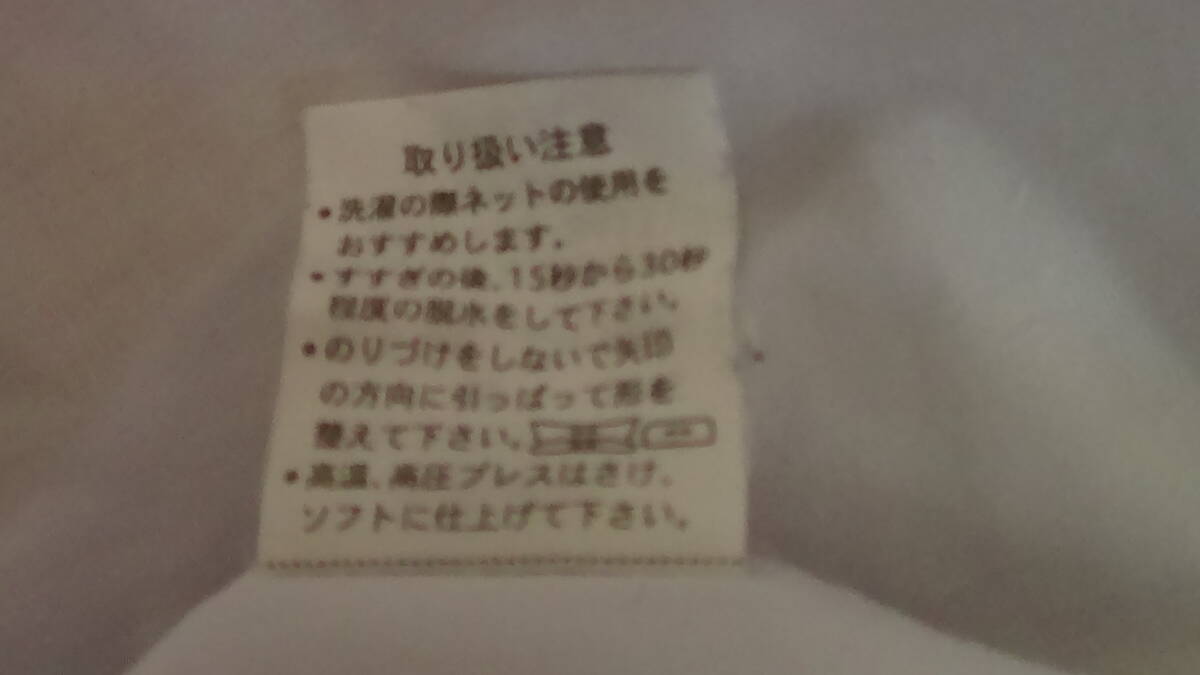 取り扱い注意
•洗濯の際ネットの使用を
おすすめします。
•すすぎの後、15秒から30秒
程度の脱水をして下さい。
•のりづけをしないで矢印
の方向に引っぱって形を
整えて下さい。
•高温、高圧プレスはさけ、
ソフトに仕上げて下さい。